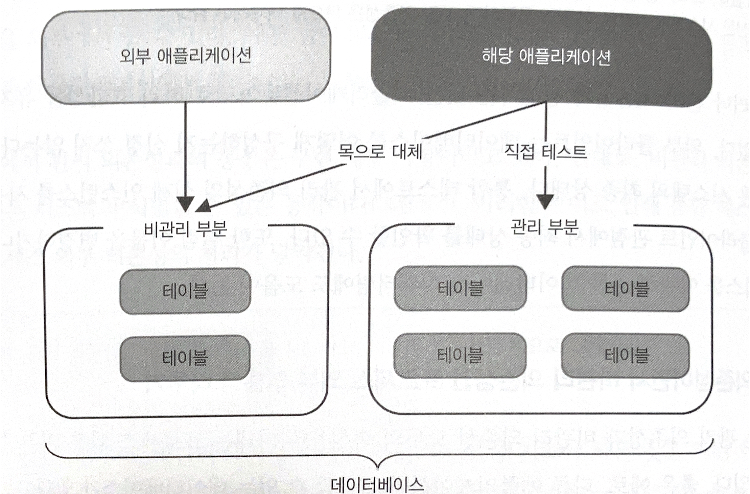 외부 애플리케이션
해당 애플리케이션
목으로 대체
직접 테스트
비관리 부분
관리 부분
테이블
테이블
테이블
테이블
테이블
테이블
데이터베이스